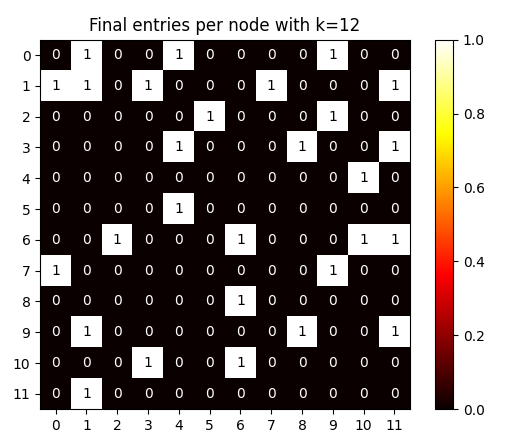 Final entries per node with k=12
0 0 1 0 0 1 0 0 0 0 1 0 0
1 1 1 0 1 0 0 0 1 0 0 0 1
2 0 0 0 0 0 1 0 0 0 1 0 0
3 0 0 0 0 1 0 0 0 1 0 0 1
4 0 0 0 0 0 0 0 0 0 0 1 0
5 0 0 0 0 1 0 0 0 0 0 0 0
6 0 0 1 0 0 0 1 0 0 0 1 1
7 1 0 0 0 0 0 0 0 0 1 0 0
8 0 0 0 0 0 0 1 0 0 0 0 0
9 0 1 0 0 0 0 0 0 1 0 0 1
10 0 0 0 1 0 0 1 0 0 0 0 0
11 0 1 0 0 0 0 0 0 0 0 0 0
0 1 2 3 4 5 6 7 8 9 10 11
1.0
0.8
0.6
0.4
0.2
0.0